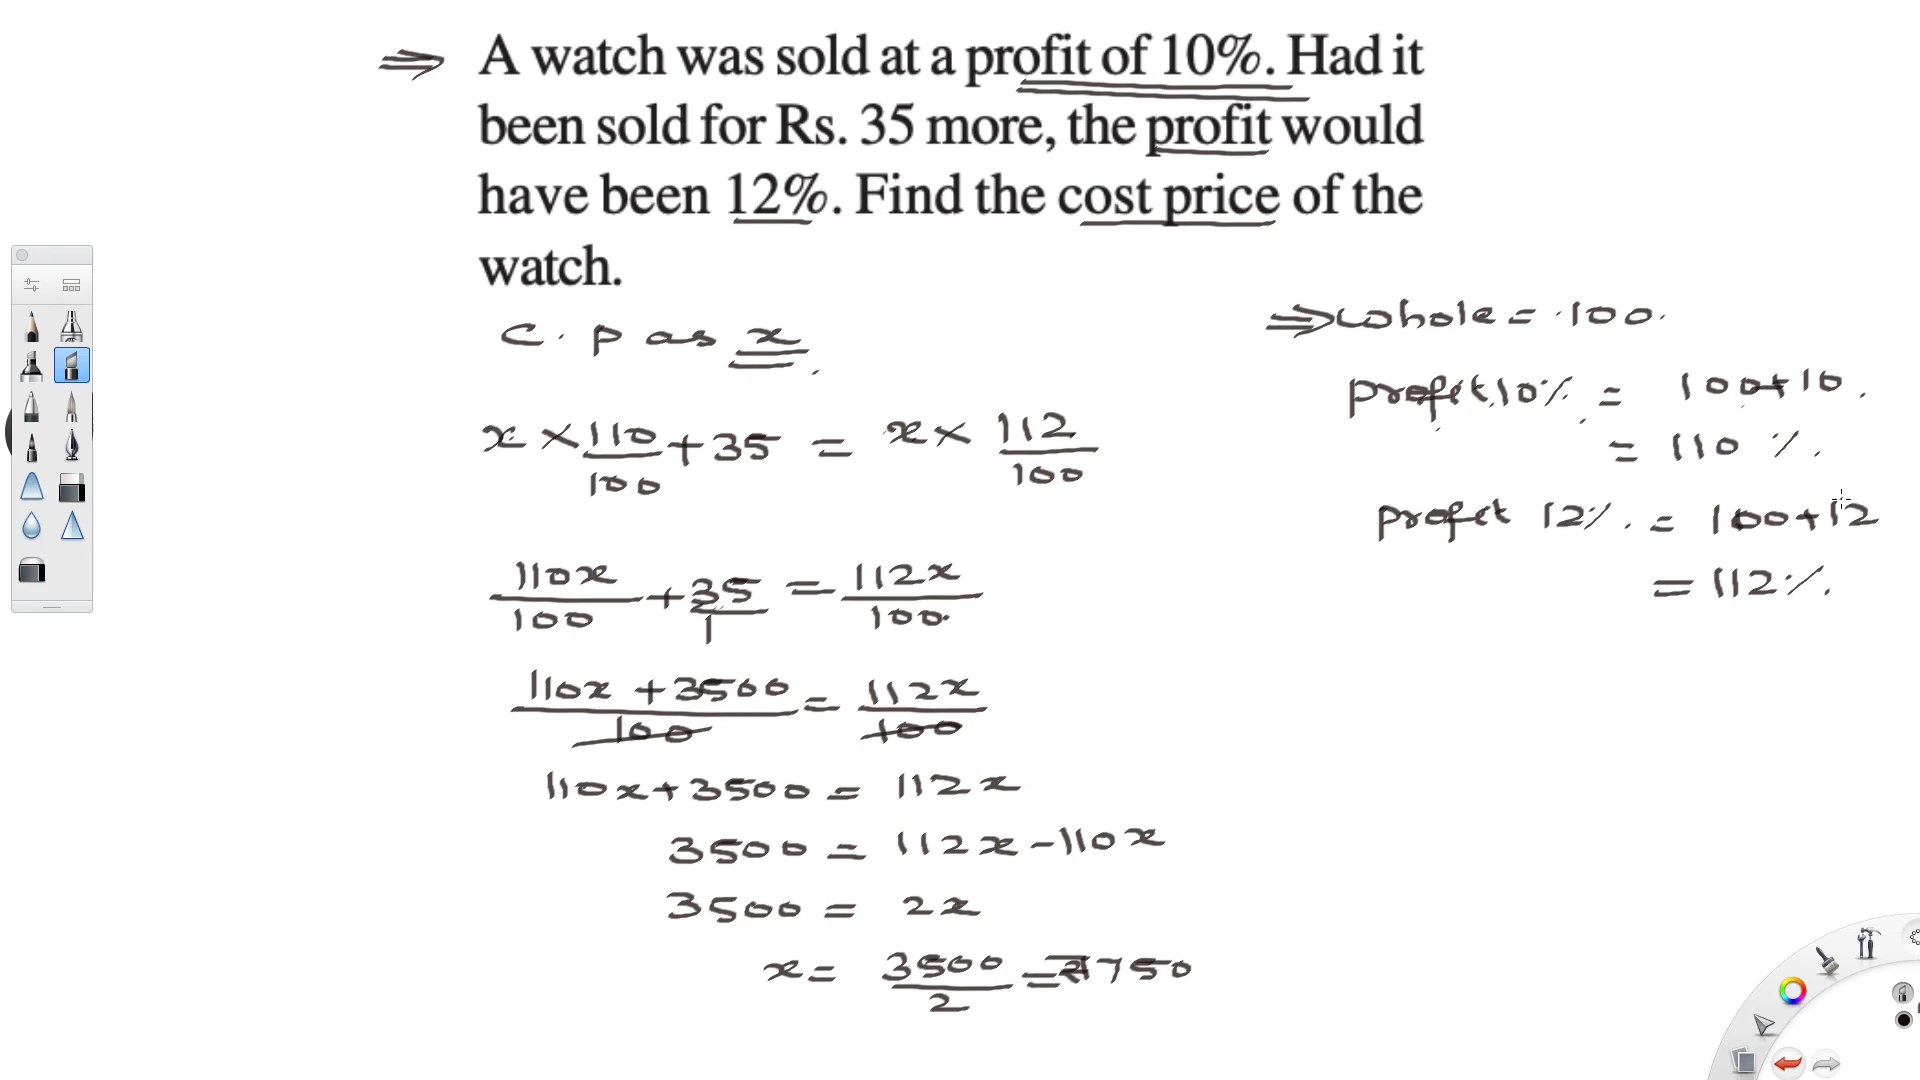 ⇒ A watch was sold at a profit of 10%. Had it
been sold for Rs. 35 more, the profit would
have been 12%. Find the cost price of the
watch.
C.P as x.
x × 110/100 + 35 = x × 112/100
110x/100 + 35/1 = 112x/100.
110x + 3500/100 = 112x/100
110x + 3500 = 112x
3500 = 112x - 110x
3500 = 2x
x = 3500/2 = ₹1750
⇒ whole = 100.
profit 10% = 100+10.
= 110 %.
profit 12%. = 100+12
= 112%.